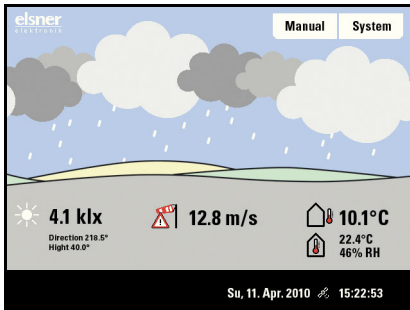 elsner
elektronik
Manual System
4.1 klx
Direction 218.5°
Hight 40.0°
12.8 m/s
10.1°C
22.4°C
46% RH
Su, 11. Apr. 2010 15:22:53